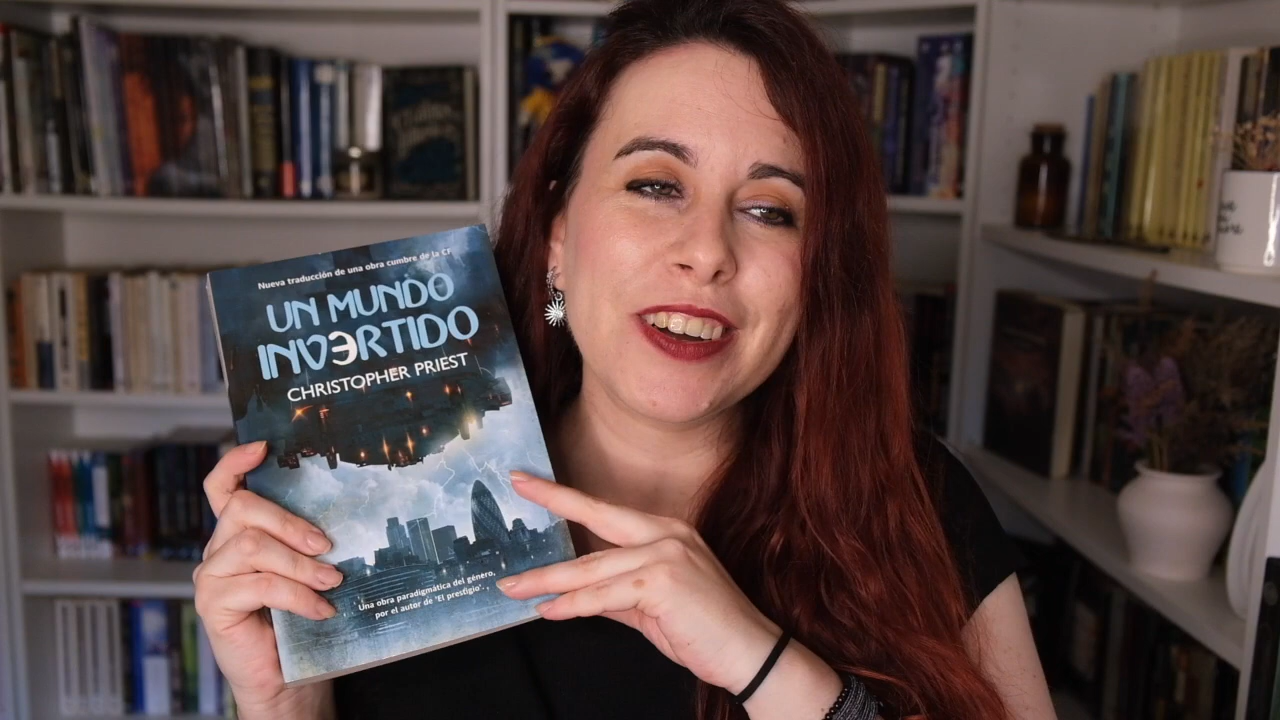 Nueva traducción de una obra cumbre de la CF
UN MUNDO
INVERTIDO
CHRISTOPHER PRIEST
Una obra paradigmática del género,
por el autor de 'El prestigio'.